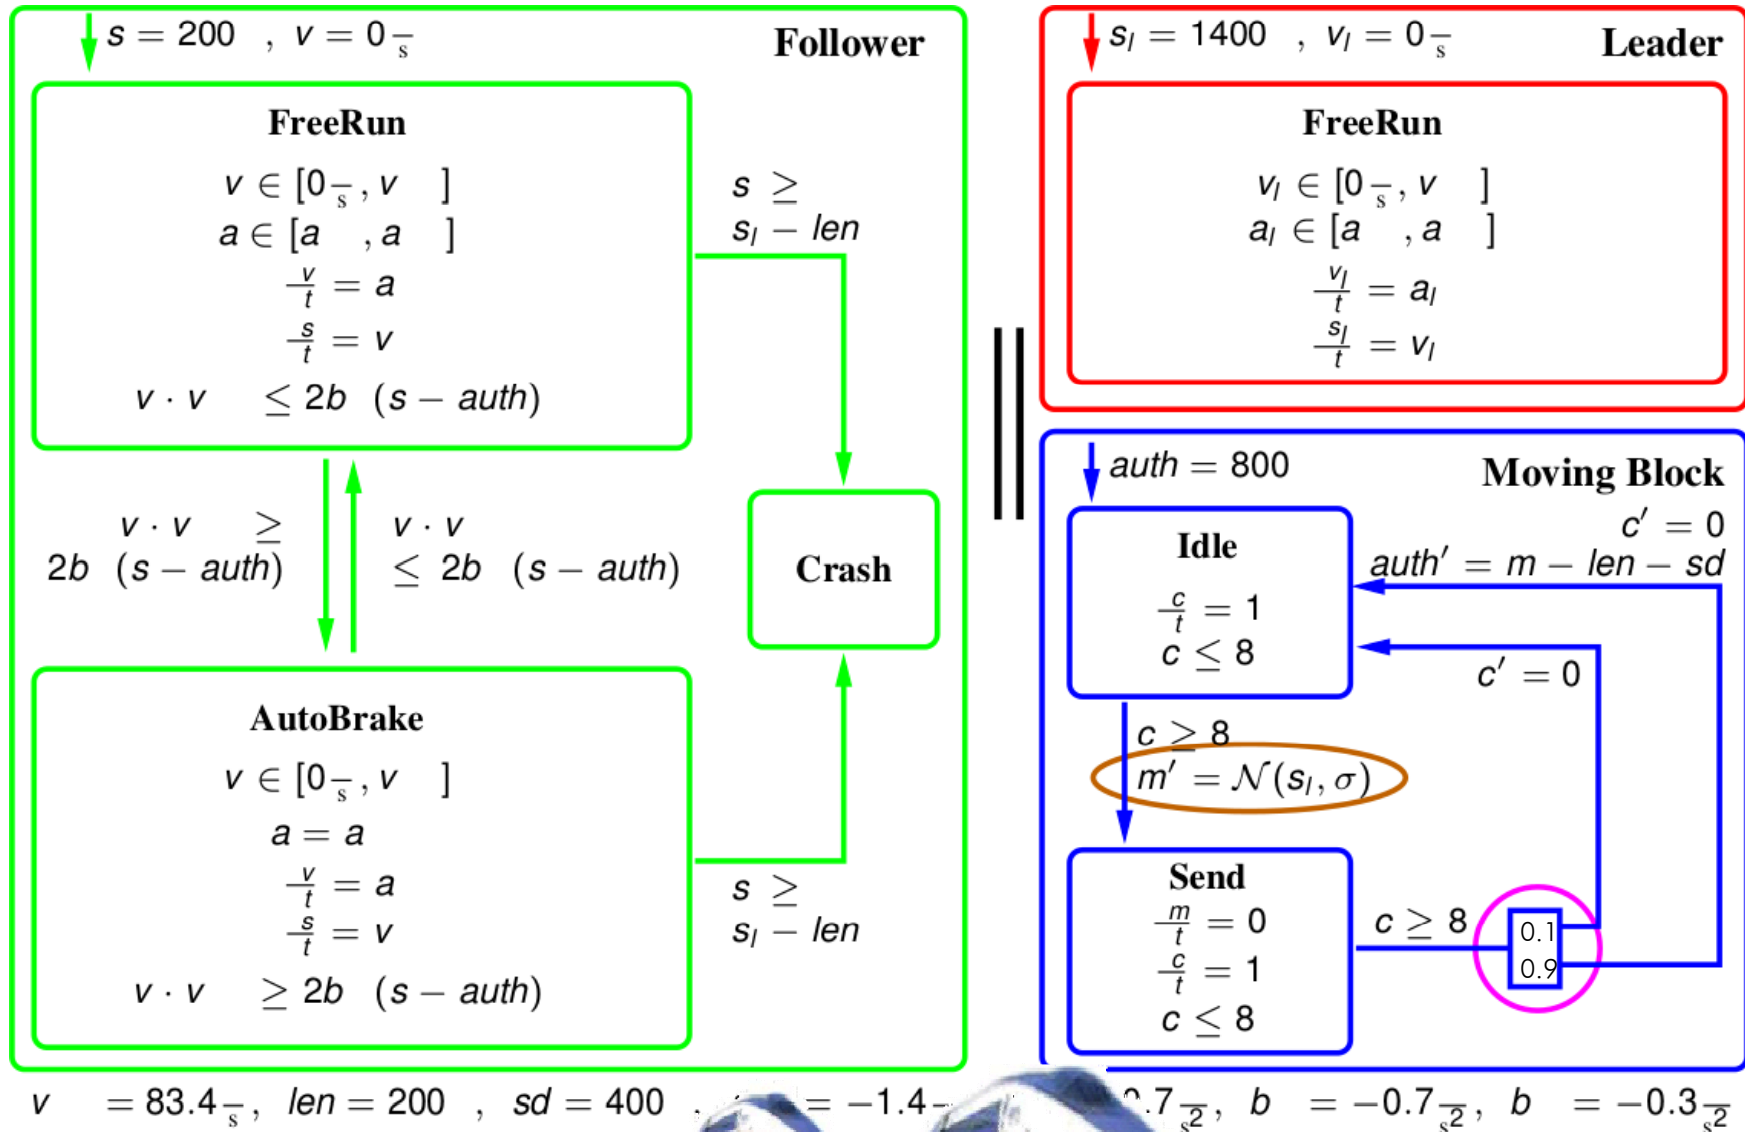 s = 200 , v = 0 –/s
Follower
FreeRun
v ∈ [0 –/s , v ]
a ∈ [a , a ]
v/t = a
s/t = v
v · v ≤ 2b (s − auth)
s ≥
s_l − len
v · v ≥
2b (s − auth)
v · v
≤ 2b (s − auth)
Crash
AutoBrake
v ∈ [0 –/s , v ]
a = a
v/t = a
s/t = v
v · v ≥ 2b (s − auth)
s ≥
s_l − len
s_l = 1400 , v_l = 0 –/s
Leader
FreeRun
v_l ∈ [0 –/s , v ]
a_l ∈ [a , a ]
v_l/t = a_l
s_l/t = v_l
auth = 800
Moving Block
Idle
c/t = 1
c ≤ 8
c′ = 0
auth′ = m − len − sd
c′ = 0
c ≥ 8
m′ = 𝒩(s_l, σ)
Send
m/t = 0
c/t = 1
c ≤ 8
c ≥ 8
0.1
0.9
v = 83.4 –/s , len = 200 , sd = 400 , = −1.4 .7 –/s² , b = −0.7 –/s² , b = −0.3 –/s²